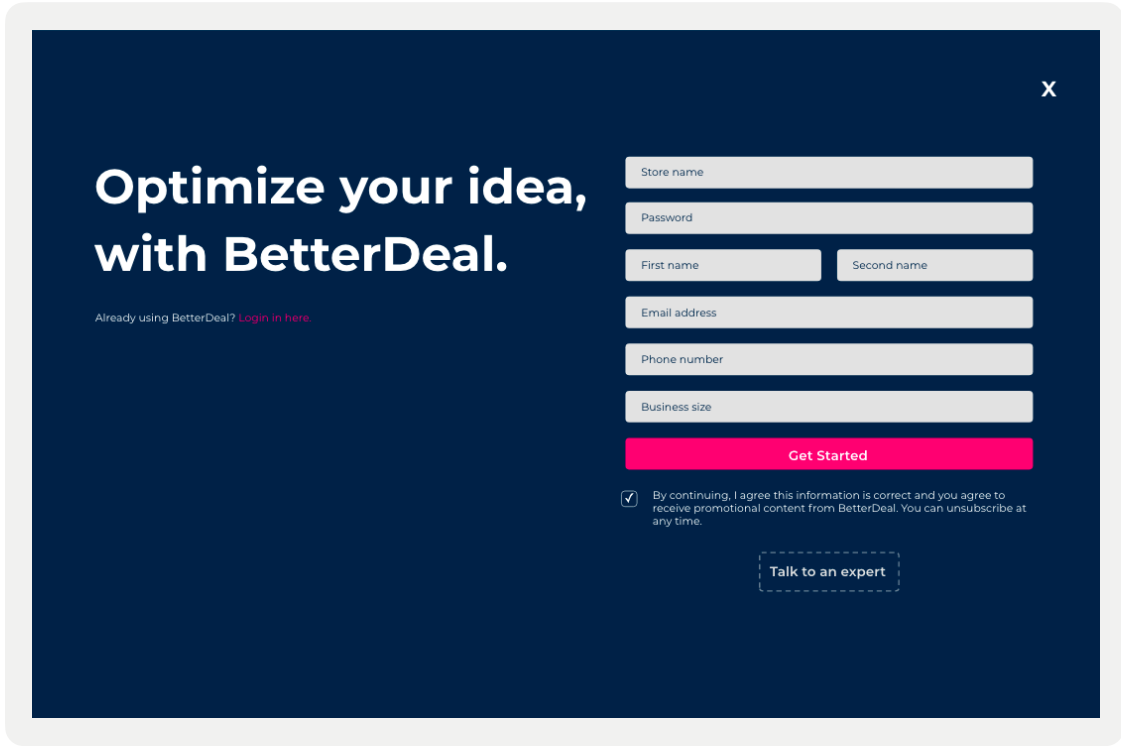 X
Optimize your idea,
with BetterDeal.
Already using BetterDeal? Login in here.
Store name
Password
First name
Second name
Email address
Phone number
Business size
Get Started
By continuing, I agree this information is correct and you agree to
receive promotional content from BetterDeal. You can unsubscribe at
any time.
Talk to an expert